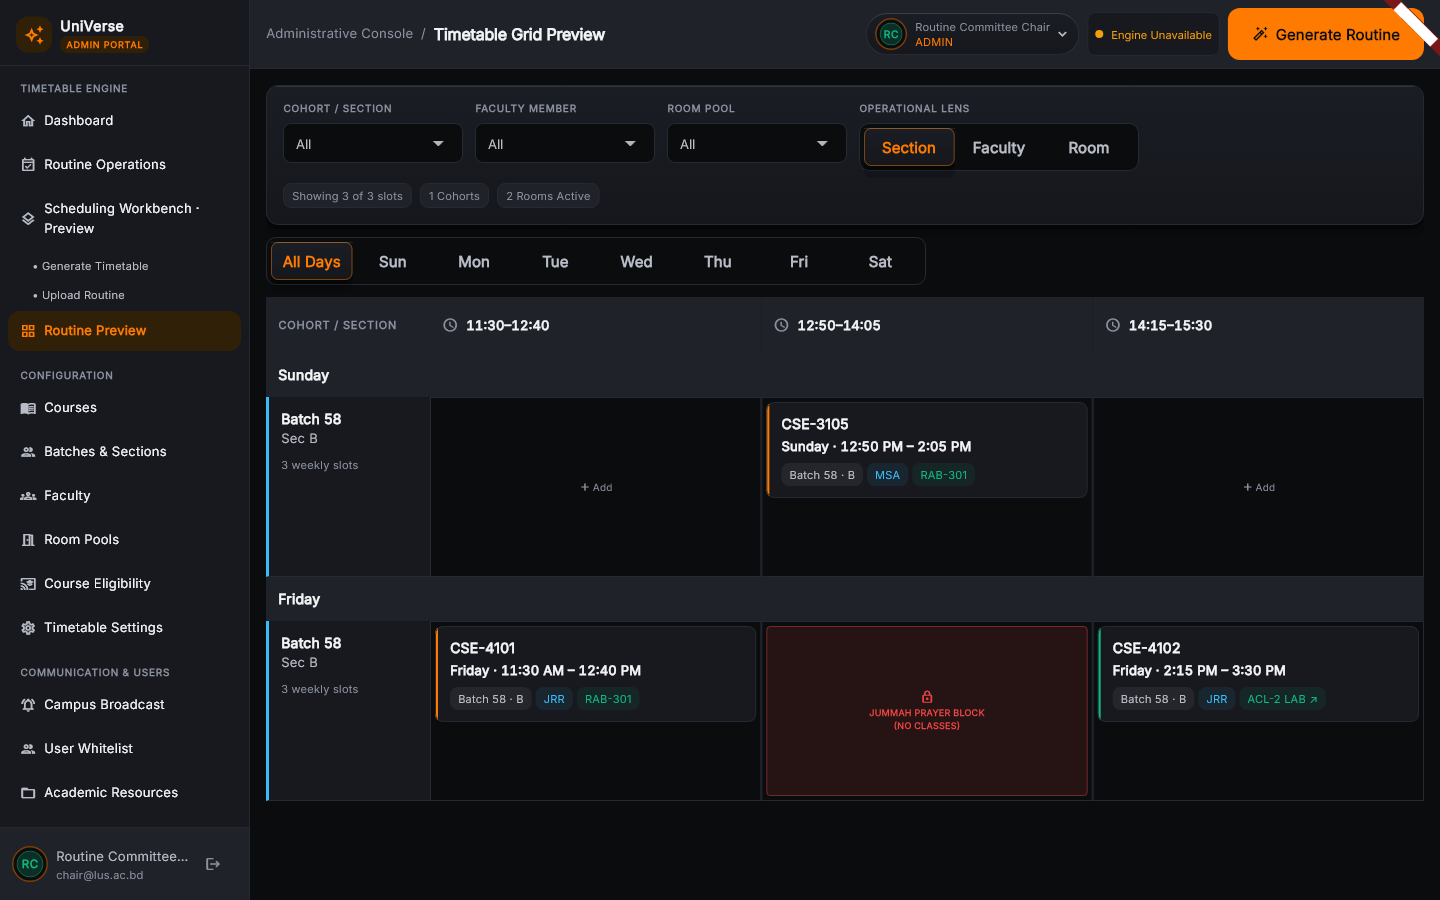 UniVerse
ADMIN PORTAL
TIMETABLE ENGINE
Dashboard
Routine Operations
Scheduling Workbench ·
Preview
• Generate Timetable
• Upload Routine
Routine Preview
CONFIGURATION
Courses
Batches & Sections
Faculty
Room Pools
Course Eligibility
Timetable Settings
COMMUNICATION & USERS
Campus Broadcast
User Whitelist
Academic Resources
RC
Routine Committee...
chair@lus.ac.bd
Administrative Console / Timetable Grid Preview
RC
Routine Committee Chair
ADMIN
Engine Unavailable
Generate Routine
COHORT / SECTION
FACULTY MEMBER
ROOM POOL
OPERATIONAL LENS
All
All
All
Section
Faculty
Room
Showing 3 of 3 slots
1 Cohorts
2 Rooms Active
All Days
Sun
Mon
Tue
Wed
Thu
Fri
Sat
COHORT / SECTION
11:30–12:40
12:50–14:05
14:15–15:30
Sunday
Batch 58
Sec B
3 weekly slots
+ Add
CSE-3105
Sunday · 12:50 PM – 2:05 PM
Batch 58 · B
MSA
RAB-301
+ Add
Friday
Batch 58
Sec B
3 weekly slots
CSE-4101
Friday · 11:30 AM – 12:40 PM
Batch 58 · B
JRR
RAB-301
JUMMAH PRAYER BLOCK
(NO CLASSES)
CSE-4102
Friday · 2:15 PM – 3:30 PM
Batch 58 · B
JRR
ACL-2 LAB ↗